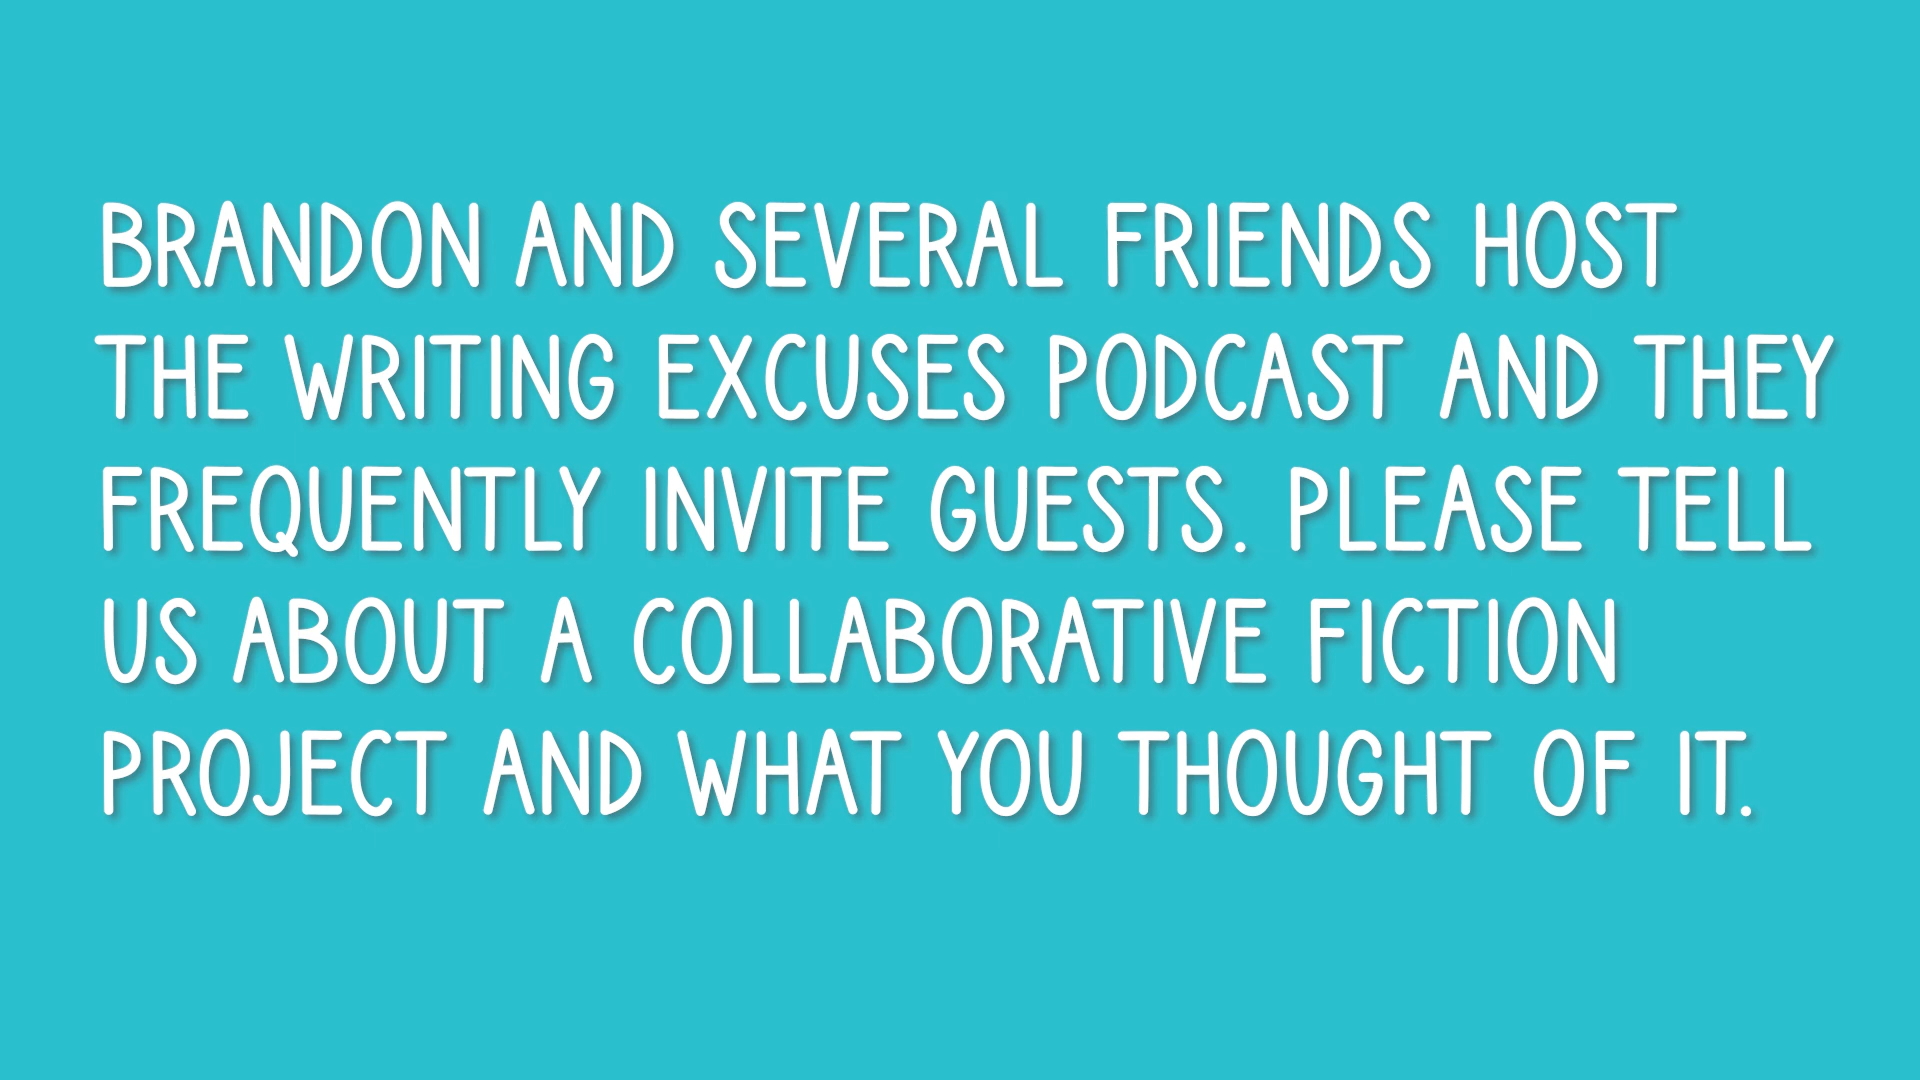 BRANDON AND SEVERAL FRIENDS HOST
THE WRITING EXCUSES PODCAST AND THEY
FREQUENTLY INVITE GUESTS. PLEASE TELL
US ABOUT A COLLABORATIVE FICTION
PROJECT AND WHAT YOU THOUGHT OF IT.